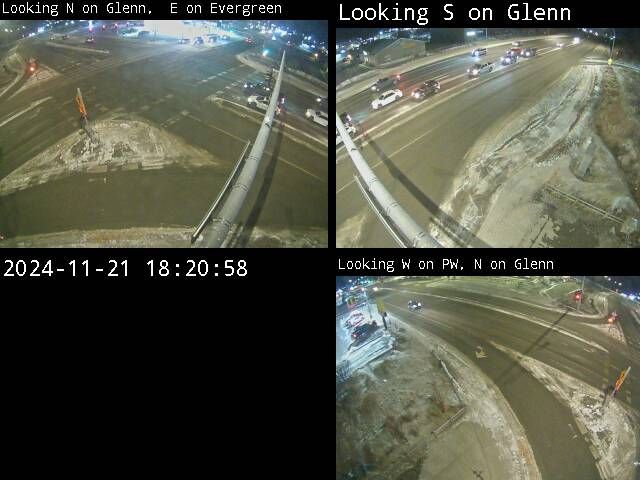 Looking N on Glenn,  E on Evergreen
Looking S on Glenn
2024-11-21 18:20:58
Looking W on PW, N on Glenn